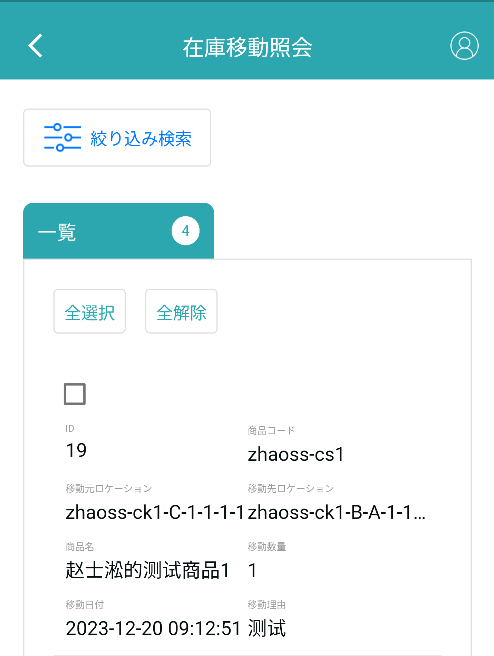 在庫移動照会
絞り込み検索
一覧 4
全選択 全解除
ID 商品コード
19 zhaoss-cs1
移動元ロケーション 移動先ロケーション
zhaoss-ck1-C-1-1-1-1 zhaoss-ck1-B-A-1-1…
商品名 移動数量
赵士淞的测试商品1 1
移動日付 移動理由
2023-12-20 09:12:51 测试